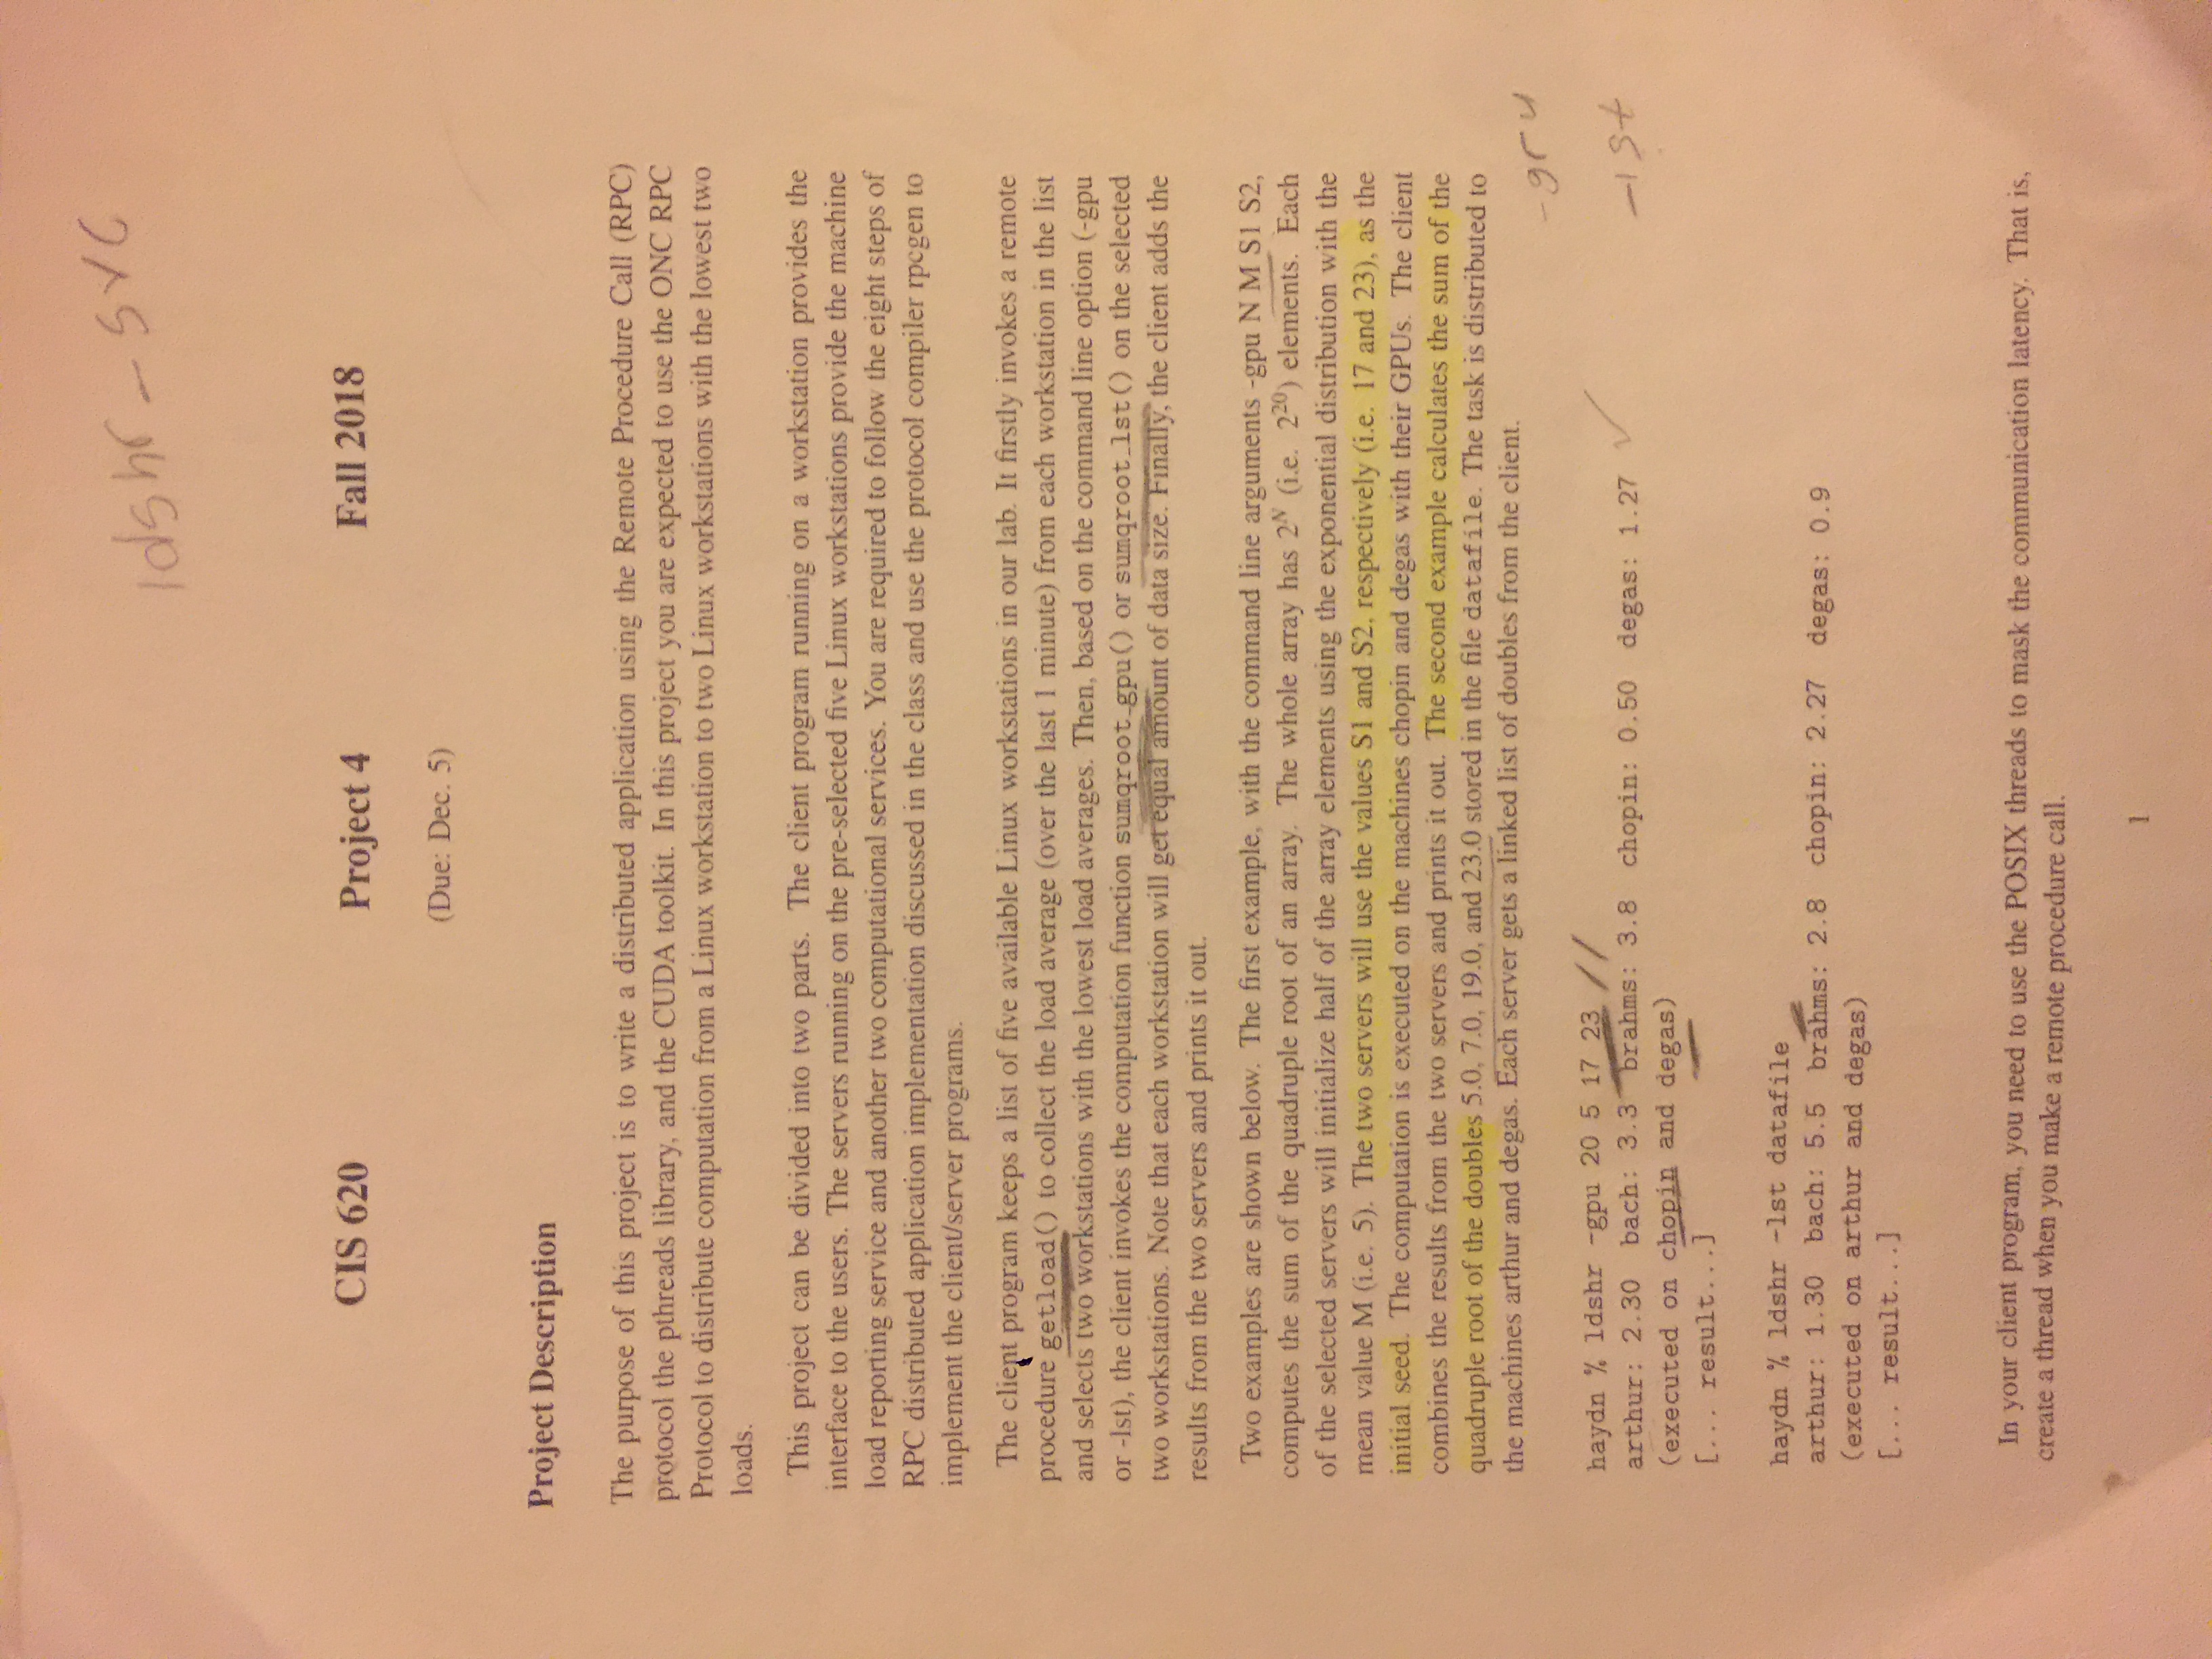 ldshr_svc
CIS 620 Project 4 Fall 2018
(Due: Dec. 5)
Project Description
The purpose of this project is to write a distributed application using the Remote Procedure Call (RPC)
protocol the pthreads library, and the CUDA toolkit. In this project you are expected to use the ONC RPC
Protocol to distribute computation from a Linux workstation to two Linux workstations with the lowest two
loads.
This project can be divided into two parts. The client program running on a workstation provides the
interface to the users. The servers running on the pre-selected five Linux workstations provide the machine
load reporting service and another two computational services. You are required to follow the eight steps of
RPC distributed application implementation discussed in the class and use the protocol compiler rpcgen to
implement the client/server programs.
The client program keeps a list of five available Linux workstations in our lab. It firstly invokes a remote
procedure getload() to collect the load average (over the last 1 minute) from each workstation in the list
and selects two workstations with the lowest load averages. Then, based on the command line option (-gpu
or -lst), the client invokes the computation function sumqroot_gpu() or sumqroot_lst() on the selected
two workstations. Note that each workstation will get equal amount of data size. Finally, the client adds the
results from the two servers and prints it out.
Two examples are shown below. The first example, with the command line arguments -gpu N M S1 S2,
computes the sum of the quadruple root of an array. The whole array has 2^N (i.e. 2^20) elements. Each
of the selected servers will initialize half of the array elements using the exponential distribution with the
mean value M (i.e. 5). The two servers will use the values S1 and S2, respectively (i.e. 17 and 23), as the
initial seed. The computation is executed on the machines chopin and degas with their GPUs. The client
combines the results from the two servers and prints it out. The second example calculates the sum of the
quadruple root of the doubles 5.0, 7.0, 19.0, and 23.0 stored in the file datafile. The task is distributed to
the machines arthur and degas. Each server gets a linked list of doubles from the client.
-gru
haydn % ldshr -gpu 20 5 17 23 //
arthur: 2.30 bach: 3.3 brahms: 3.8 chopin: 0.50 degas: 1.27 ✓
-lst
(executed on chopin and degas)
[... result...]
haydn % ldshr -lst datafile
arthur: 1.30 bach: 5.5 brahms: 2.8 chopin: 2.27 degas: 0.9
(executed on arthur and degas)
[... result...]
In your client program, you need to use the POSIX threads to mask the communication latency. That is,
create a thread when you make a remote procedure call.
1